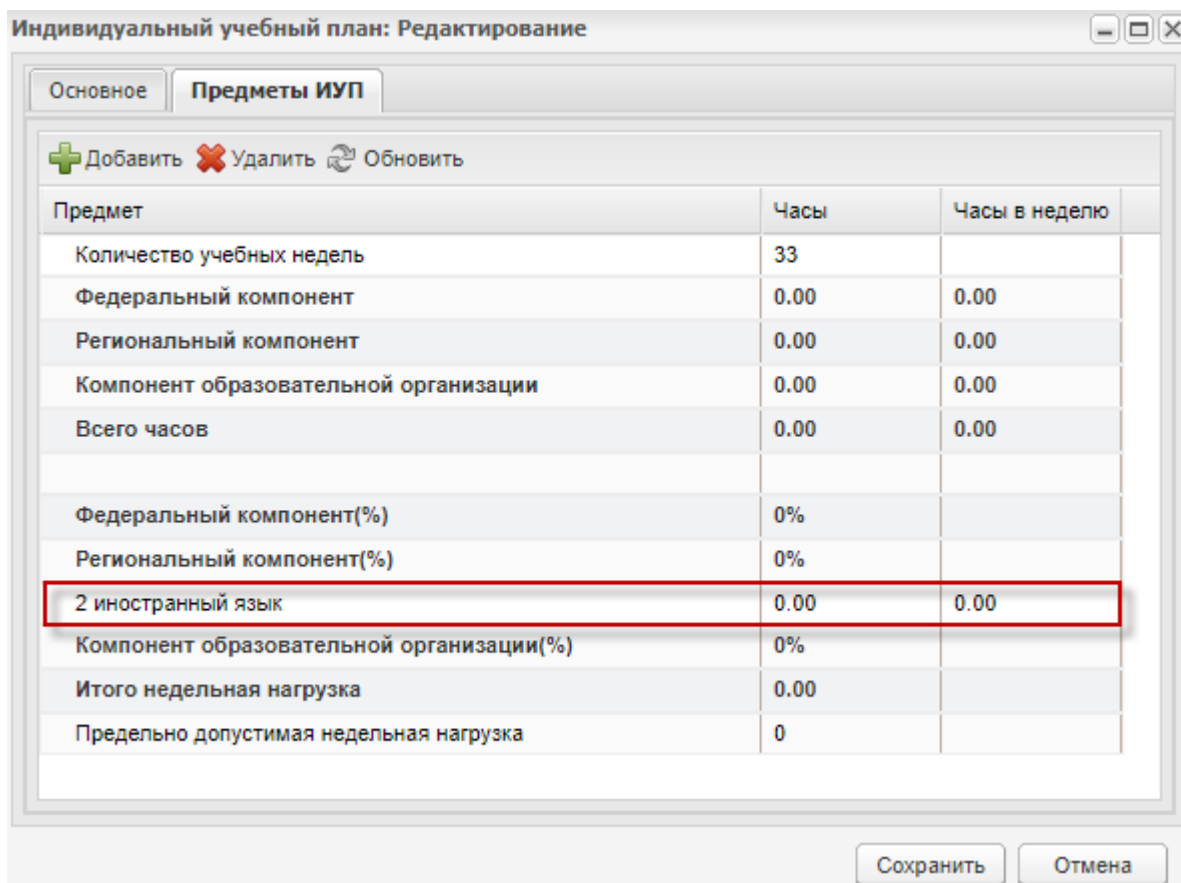 Индивидуальный учебный план: Редактирование
Основное Предметы ИУП
Добавить Удалить Обновить
Предмет Часы Часы в неделю
Количество учебных недель 33
Федеральный компонент 0.00 0.00
Региональный компонент 0.00 0.00
Компонент образовательной организации 0.00 0.00
Всего часов 0.00 0.00
Федеральный компонент(%) 0%
Региональный компонент(%) 0%
2 иностранный язык 0.00 0.00
Компонент образовательной организации(%) 0%
Итого недельная нагрузка 0.00
Предельно допустимая недельная нагрузка 0
Сохранить Отмена